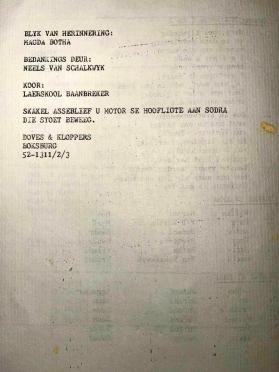 BLYK VAN HERINNERING:
MAGDA BOTHA
BEDANKINGS DEUR:
NEELS VAN SCHALKWYK
KOOR:
LAERSKOOL BAANBREKER
SKAKEL ASSEBLIEF U MOTOR SE HOOFLIGTE AAN SODRA
DIE STOET BEWEEG.
DOVES & KLOPPERS
BOKSBURG
52-1311/2/3